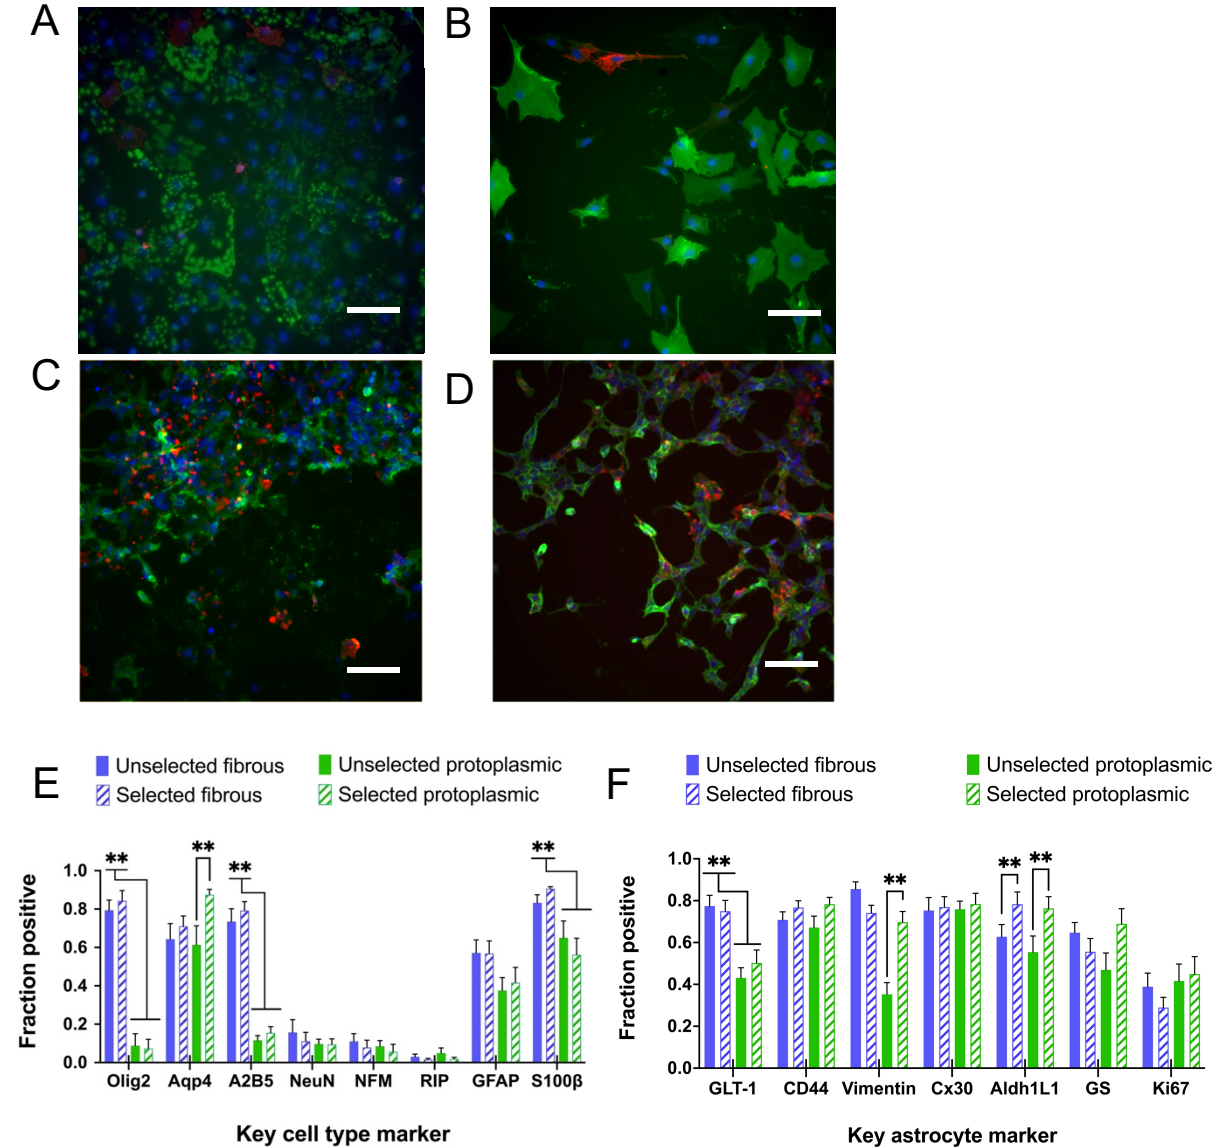 A
B
C
D
E
Unselected fibrous
Unselected protoplasmic
Selected fibrous
Selected protoplasmic
**
**
**
**
Fraction positive
1.0
0.8
0.6
0.4
0.2
0.0
Olig2 Aqp4 A2B5 NeuN NFM RIP GFAP S100β
Key cell type marker
F
Unselected fibrous
Unselected protoplasmic
Selected fibrous
Selected protoplasmic
**
**
**
**
Fraction positive
1.0
0.8
0.6
0.4
0.2
0.0
GLT-1 CD44 Vimentin Cx30 Aldh1L1 GS Ki67
Key astrocyte marker